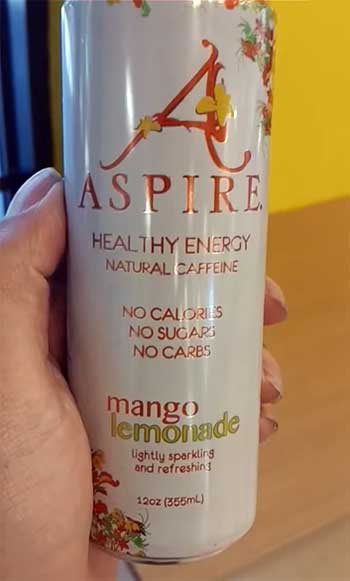 A
ASPIRE.
HEALTHY ENERGY
NATURAL CAFFEINE
NO CALORIES
NO SUGARS
NO CARBS
mango
lemonade
lightly sparkling
and refreshing
12oz (355mL)